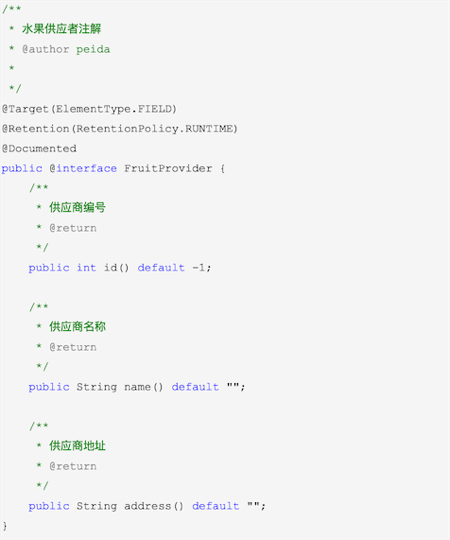 /**
 * 水果供应者注解
 * @author peida
 *
 */
@Target(ElementType.FIELD)
@Retention(RetentionPolicy.RUNTIME)
@Documented
public @interface FruitProvider {
    /**
     * 供应商编号
     * @return
     */
    public int id() default -1;

    /**
     * 供应商名称
     * @return
     */
    public String name() default "";

    /**
     * 供应商地址
     * @return
     */
    public String address() default "";
}